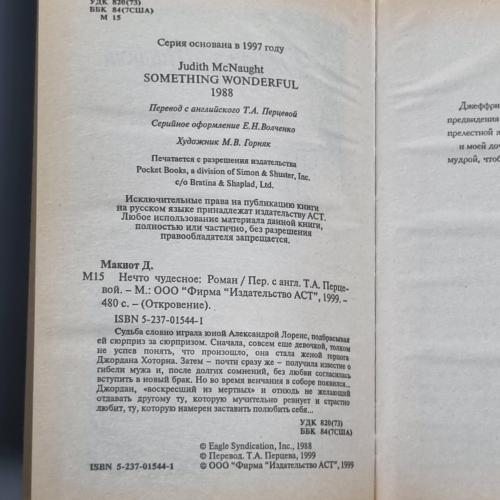 УДК 820(73)
ББК 84(7США)
М 15
Серия основана в 1997 году
Judith McNaught
SOMETHING WONDERFUL
1988
Перевод с английского Т.А. Перцевой
Серийное оформление Е.Н.Волченко
Художник М.В. Горняк
Печатается с разрешения издательства
Pocket Books, a division of Simon & Shuster, Inc.
c/o Bratina & Shaplad, Ltd.
Исключительные права на публикацию книги
на русском языке принадлежат издательству АСТ.
Любое использование материала данной книги,
полностью или частично, без разрешения
правообладателя запрещается.
Макнот Д.
М15 Нечто чудесное: Роман / Пер. с англ. Т.А. Перце-
вой. – М.: ООО "Фирма "Издательство АСТ", 1999. –
480 с. – (Откровение).
ISBN 5-237-01544-1
Судьба словно играла юной Александрой Лоренс, подбрасывая
ей сюрприз за сюрпризом. Сначала, совсем еще девочкой, толком
не успев понять, что произошло, она стала женой герцога
Джордана Хоторна. Затем – почти сразу же – получила известие о
гибели мужа и, после долгих сомнений, без любви согласилась
вступить в новый брак. Но во время венчания в соборе появился...
Джордан, «воскресший из мертвых» и отнюдь не желающий
отдавать другому ту, которую мучительно ревнует и страстно
любит, ту, которую намерен заставить полюбить себя...
УДК 820(73)
ББК 84(7США)
© Eagle Syndication, Inc., 1988
© Перевод. Т.А. Перцева, 1999
ISBN 5-237-01544-1 © ООО "Фирма "Издательство АСТ", 1999
Джеффри
предвидения
прелестной
и моей доч
мудрой, чтоб